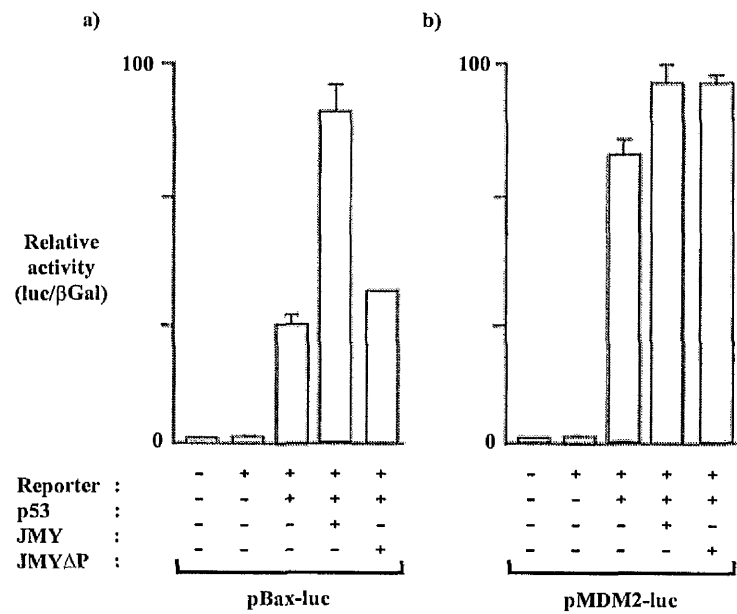 a)
b)
100
100
Relative
activity
(luc/βGal)
0
0
Reporter : - + + + + - + + + +
p53 : - - + + + - - + + +
JMY : - - - + - - - - + -
JMYΔP : - - - - + - - - - +
pBax-luc
pMDM2-luc